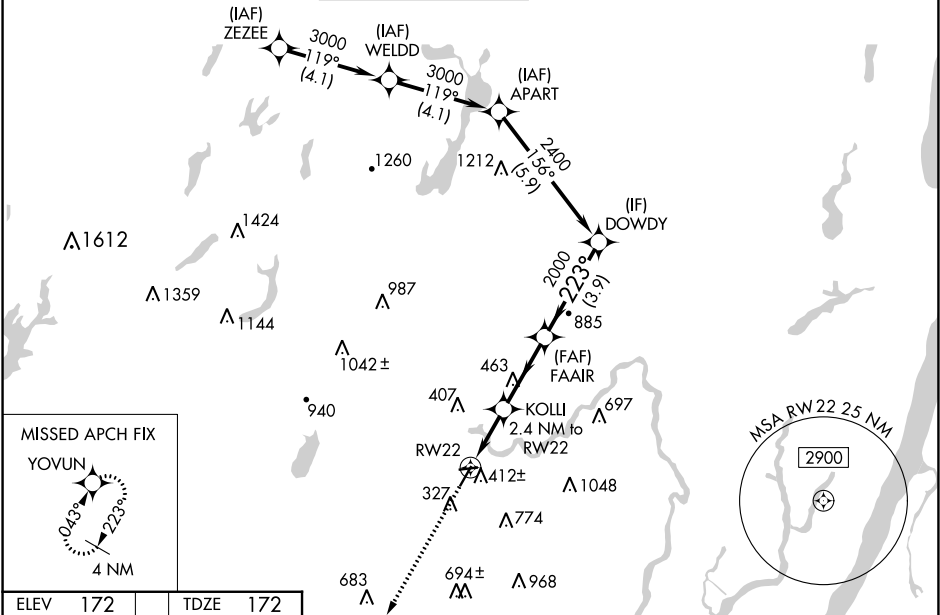 (IAF)
ZEZEE
3000
119°
(4.1)
(IAF)
WELDD
3000
119°
(4.1)
(IAF)
APART
2400
156°
(5.9)
1260
1212
(IF)
DOWDY
1424
1612
2000
223°
(3.9)
1359
987
1144
885
1042±
(FAF)
FAAIR
463
940
407
KOLLI
2.4 NM to
RW22
697
MISSED APCH FIX
YOVUN
043°
223°
4 NM
RW22
412±
327
1048
774
MSA RW22 25 NM
2900
683
694±
968
ELEV 172 TDZE 172